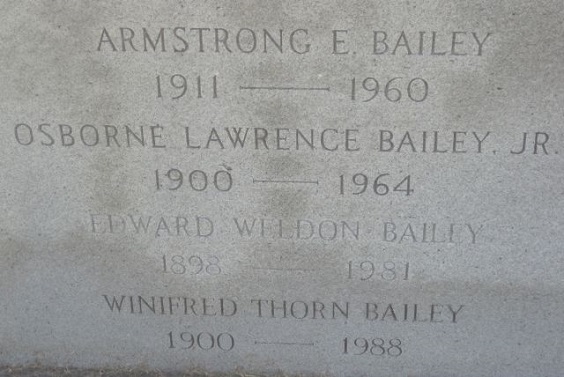 ARMSTRONG E. BAILEY
1911 — 1960
OSBORNE LAWRENCE BAILEY, JR.
1900 — 1964
EDWARD WELDON BAILEY
1898 — 1981
WINIFRED THORN BAILEY
1900 — 1988